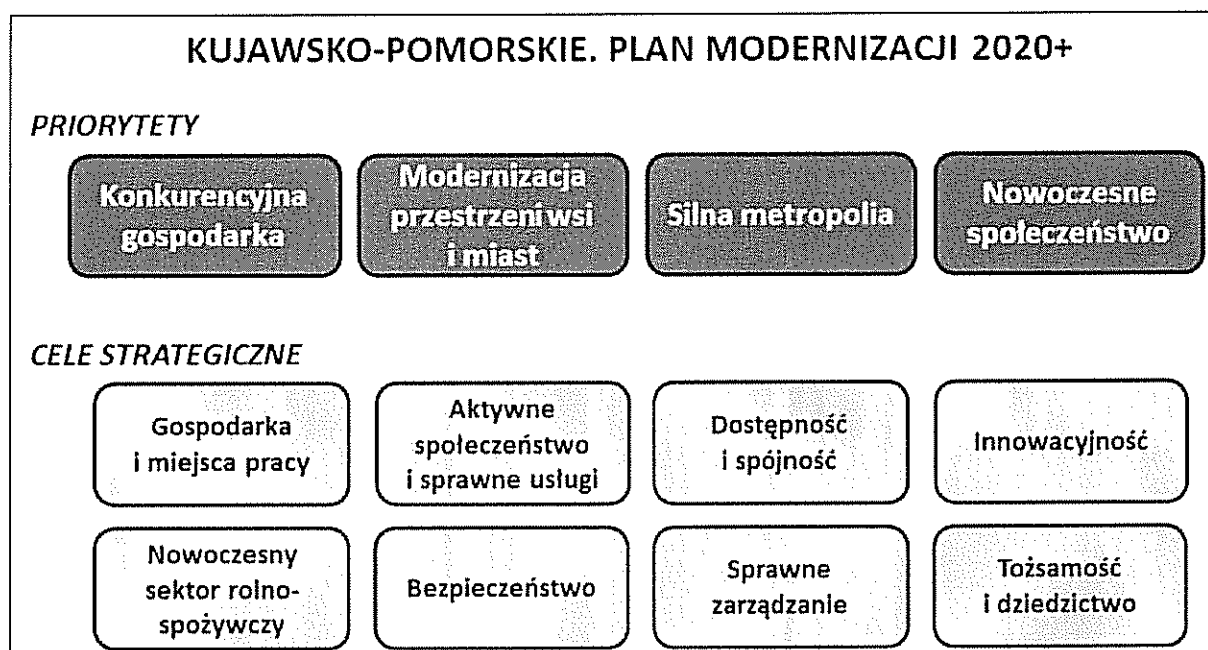 KUJAWSKO-POMORSKIE. PLAN MODERNIZACJI 2020+
PRIORYTETY
Konkurencyjna
gospodarka
Modernizacja
przestrzeni wsi
i miast
Silna metropolia
Nowoczesne
społeczeństwo
CELE STRATEGICZNE
Gospodarka
i miejsca pracy
Aktywne
społeczeństwo
i sprawne usługi
Dostępność
i spójność
Innowacyjność
Nowoczesny
sektor rolno-
spożywczy
Bezpieczeństwo
Sprawne
zarządzanie
Tożsamość
i dziedzictwo